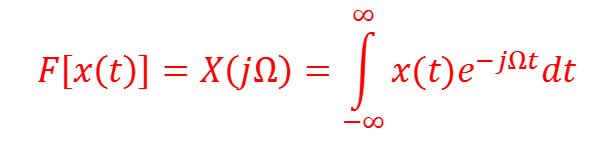 F[x(t)] = X(jΩ) = ∫_{-∞}^{∞} x(t)e^{-jΩt}dt